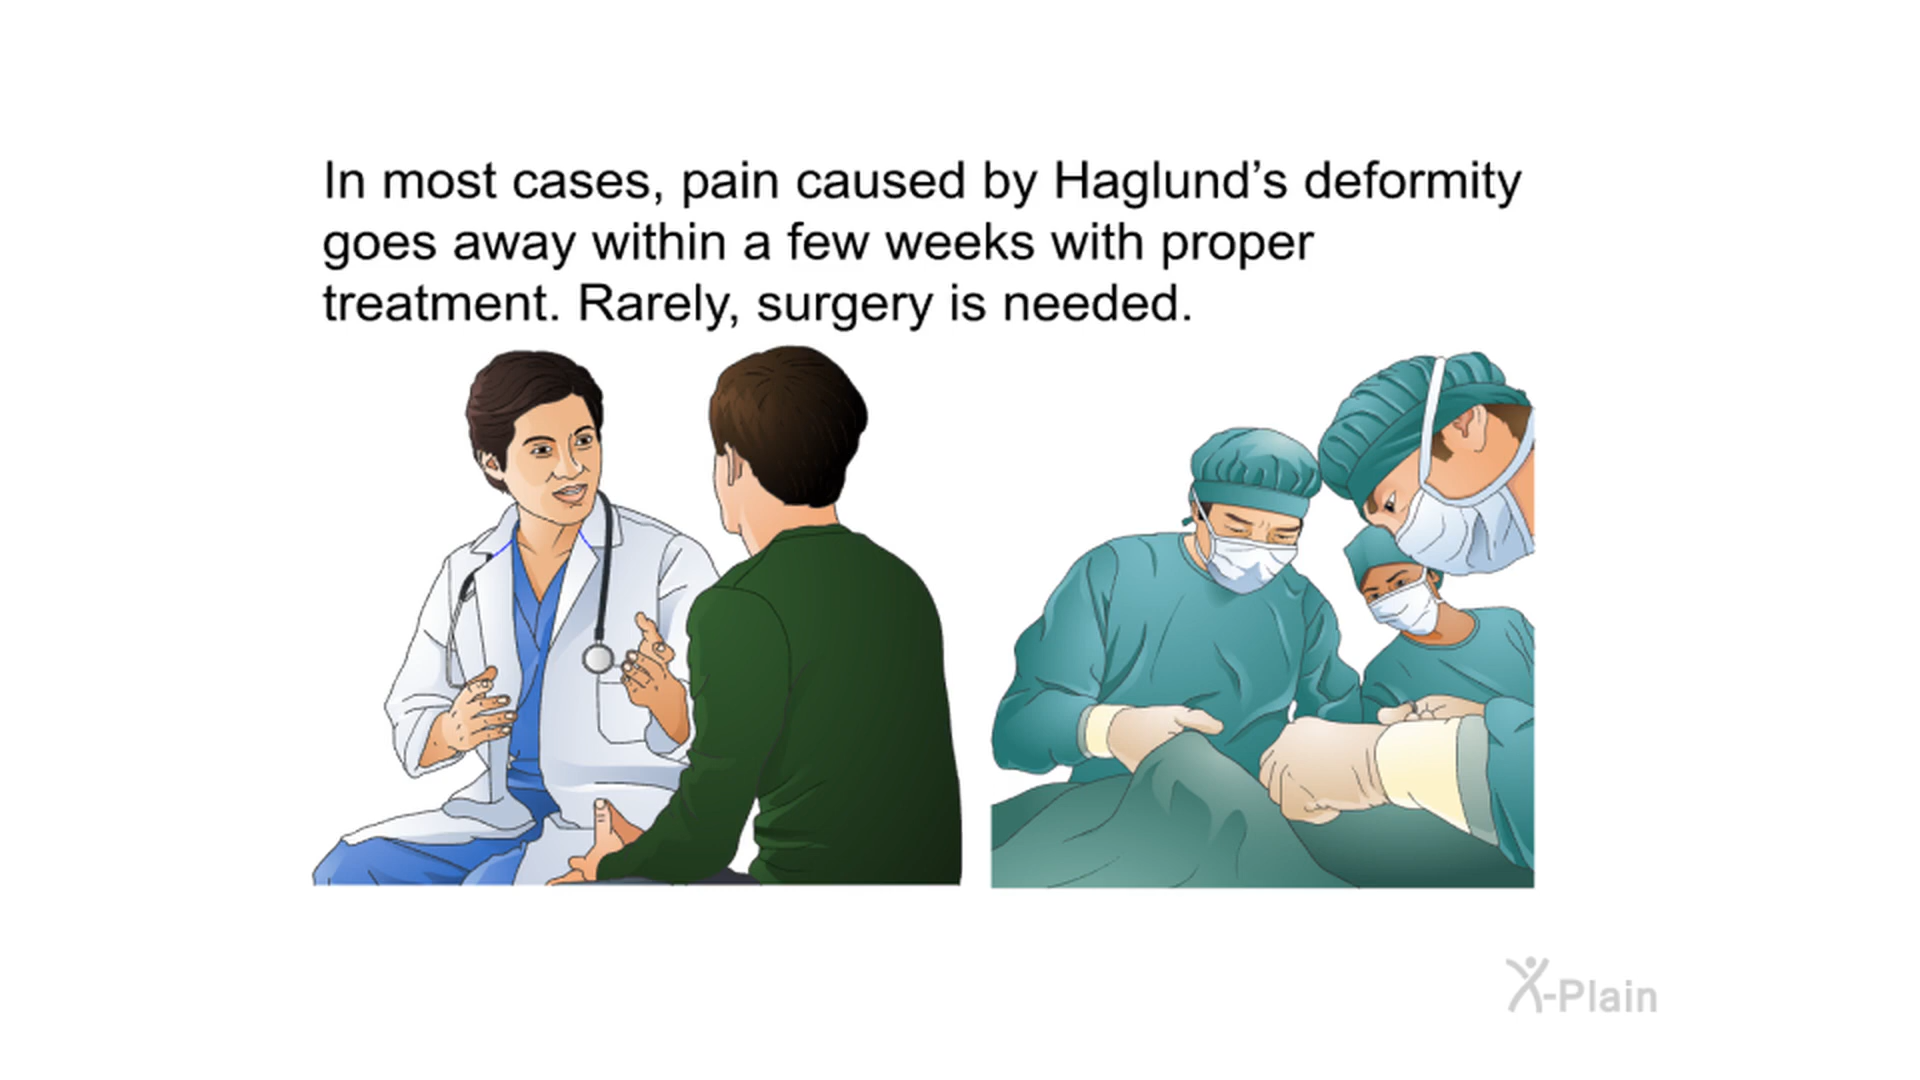 In most cases, pain caused by Haglund’s deformity
goes away within a few weeks with proper
treatment. Rarely, surgery is needed.
X-Plain